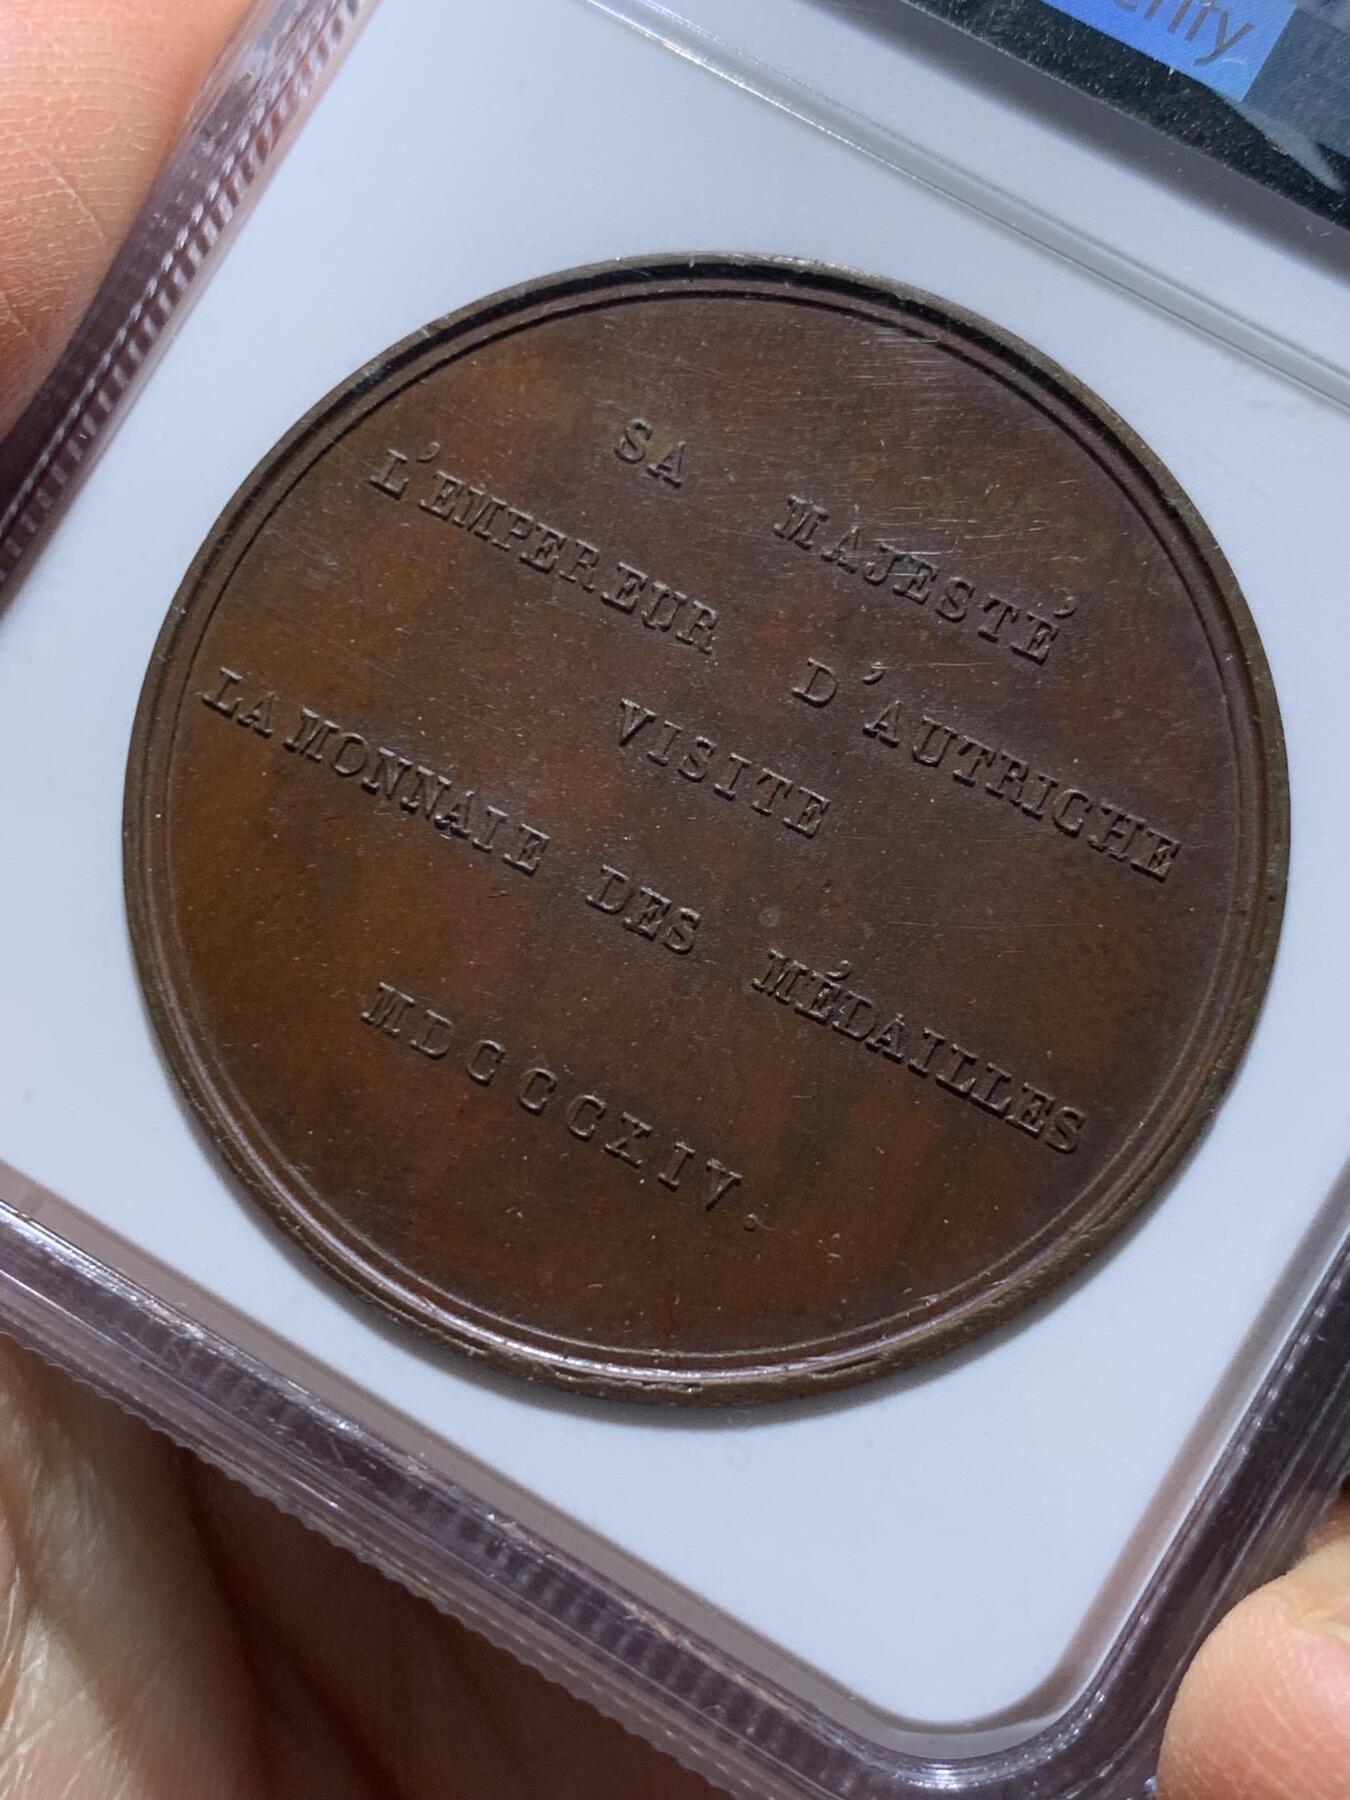 SA MAJESTÉ
L'EMPEREUR D'AUTRICHE
VISITE
LA MONNAIE DES MÉDAILLES
MDCCCXIV.